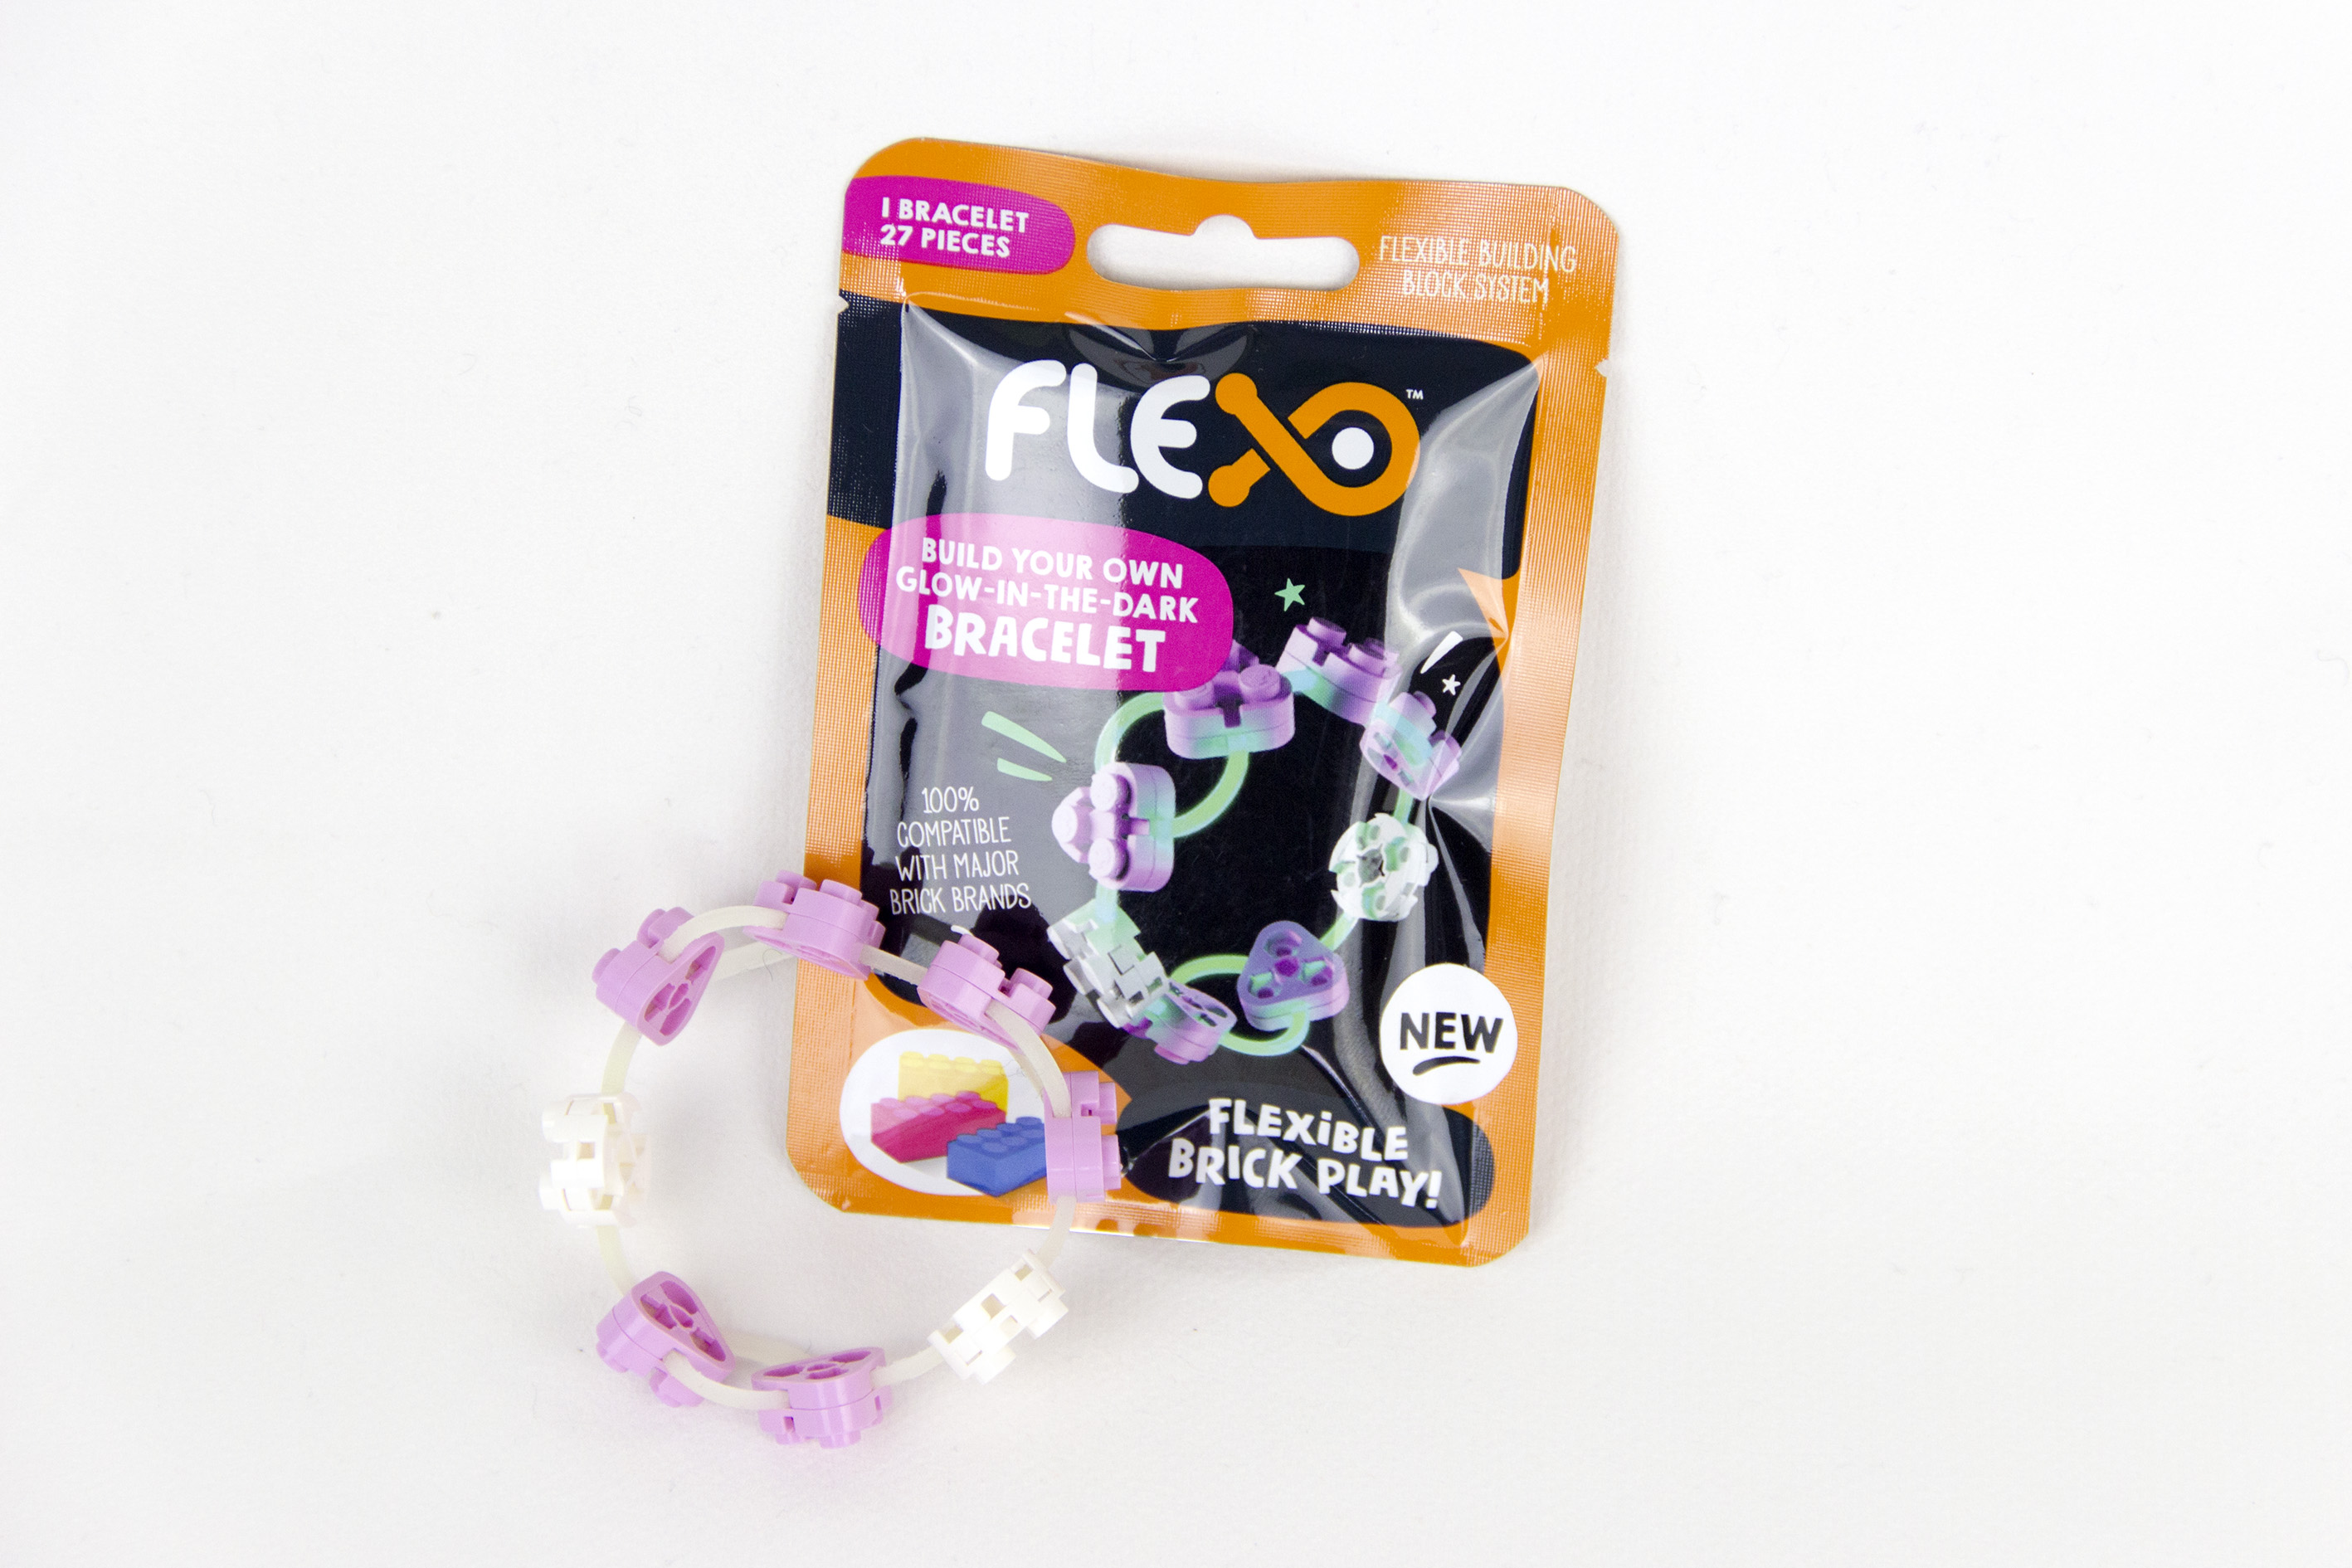 1 BRACELET
27 PIECES
FLEXIBLE BUILDING
BLOCK SYSTEM
FLEXO™
BUILD YOUR OWN
GLOW-IN-THE-DARK
BRACELET
100%
COMPATIBLE
WITH MAJOR
BRICK BRANDS
NEW
FLEXiBLE
BRICK PLAY!